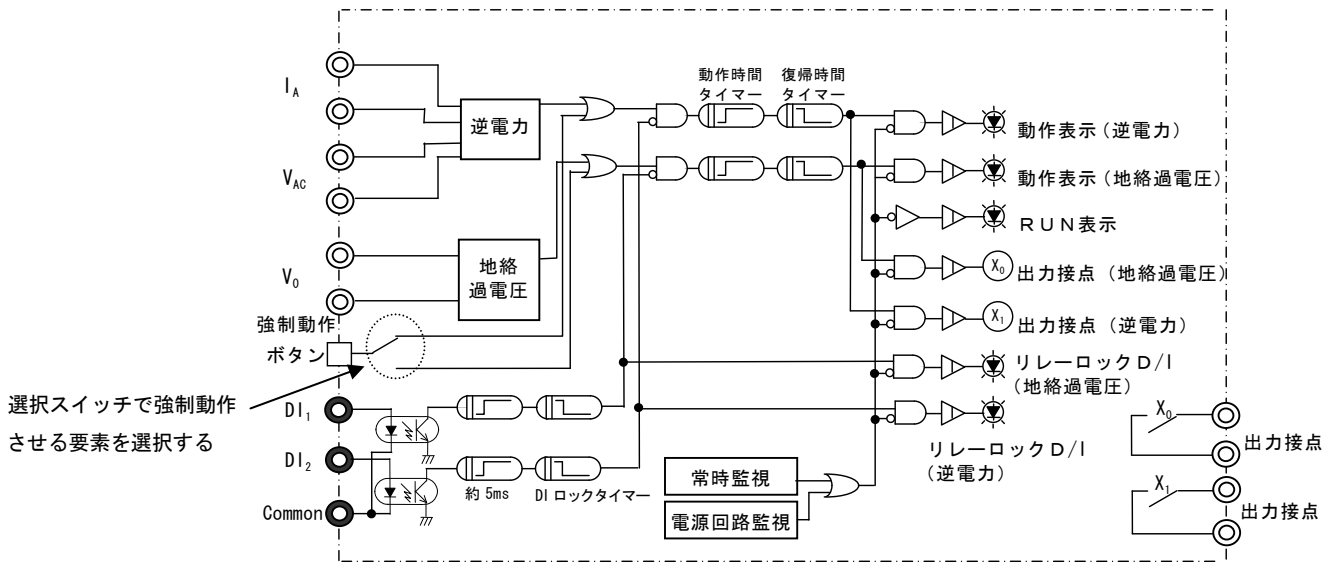 I_A
V_AC
V_0
逆電力
地絡
過電圧
強制動作
ボタン
選択スイッチで強制動作
させる要素を選択する
DI_1
DI_2
Common
動作時間
タイマー
復帰時間
タイマー
約5ms
DIロックタイマー
常時監視
電源回路監視
動作表示(逆電力)
動作表示(地絡過電圧)
RUN表示
X_0
出力接点(地絡過電圧)
X_1
出力接点(逆電力)
リレーロックD/I
(地絡過電圧)
リレーロックD/I
(逆電力)
X_0
出力接点
X_1
出力接点